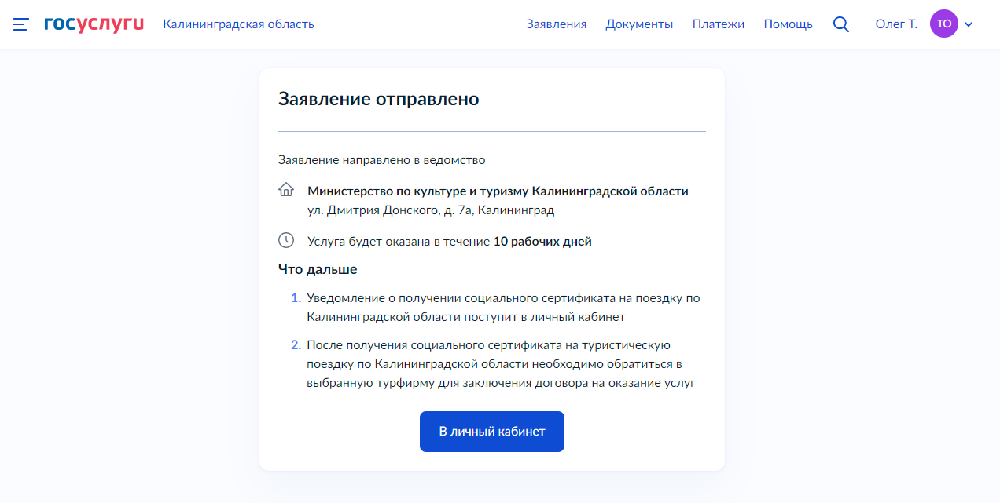 госуслуги Калининградская область Заявления Документы Платежи Помощь Олег Т. ТО
Заявление отправлено
Заявление направлено в ведомство
Министерство по культуре и туризму Калининградской области
ул. Дмитрия Донского, д. 7а, Калининград
Услуга будет оказана в течение 10 рабочих дней
Что дальше
1. Уведомление о получении социального сертификата на поездку по
Калининградской области поступит в личный кабинет
2. После получения социального сертификата на туристическую
поездку по Калининградской области необходимо обратиться в
выбранную турфирму для заключения договора на оказание услуг
В личный кабинет